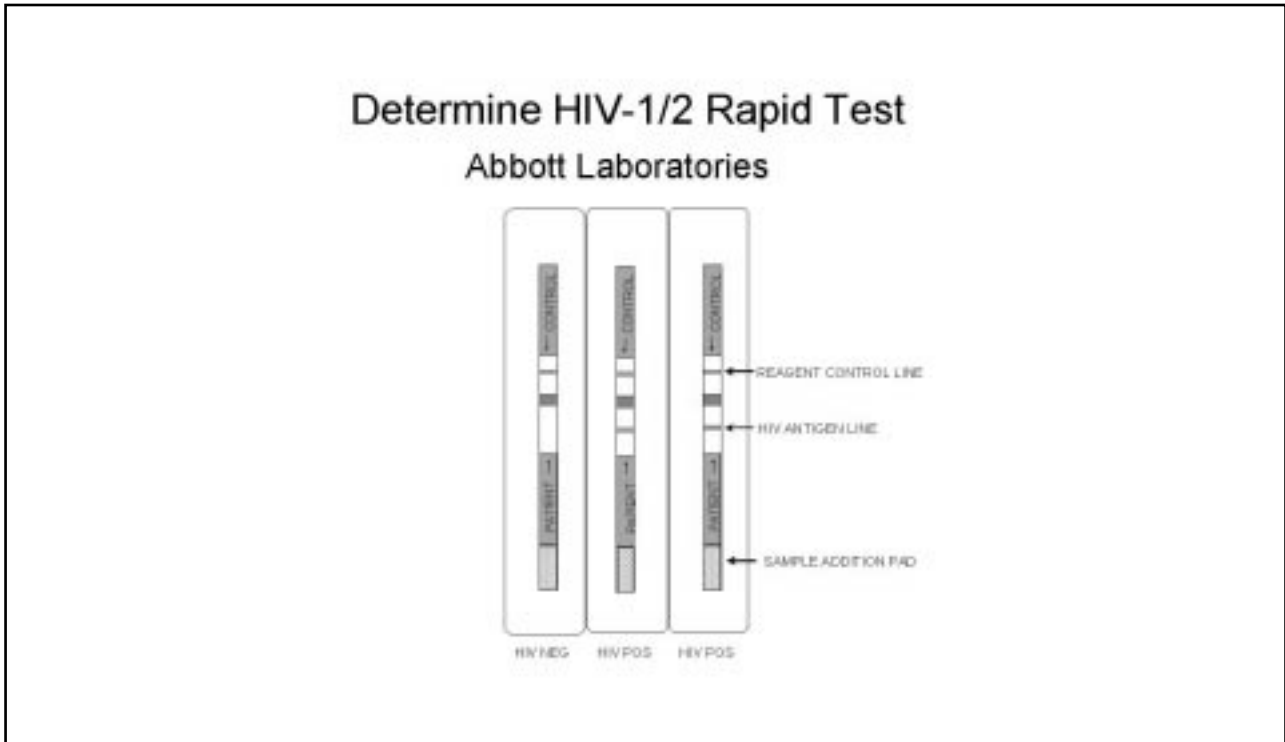 Determine HIV-1/2 Rapid Test
Abbott Laboratories
← CONTROL
← CONTROL
← CONTROL
REAGENT CONTROL LINE
HIV ANTIGEN LINE
PATIENT →
PATIENT →
PATIENT →
SAMPLE ADDITION PAD
HIV NEG
HIV POS
HIV POS